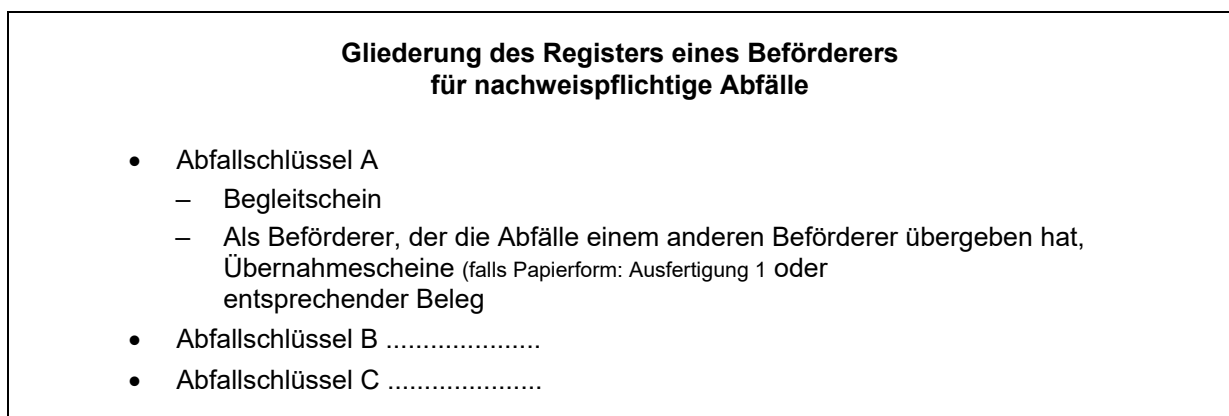 Gliederung des Registers eines Beförderers
für nachweispflichtige Abfälle
• Abfallschlüssel A
– Begleitschein
– Als Beförderer, der die Abfälle einem anderen Beförderer übergeben hat,
Übernahmescheine (falls Papierform: Ausfertigung 1 oder
entsprechender Beleg
• Abfallschlüssel B .....................
• Abfallschlüssel C .....................